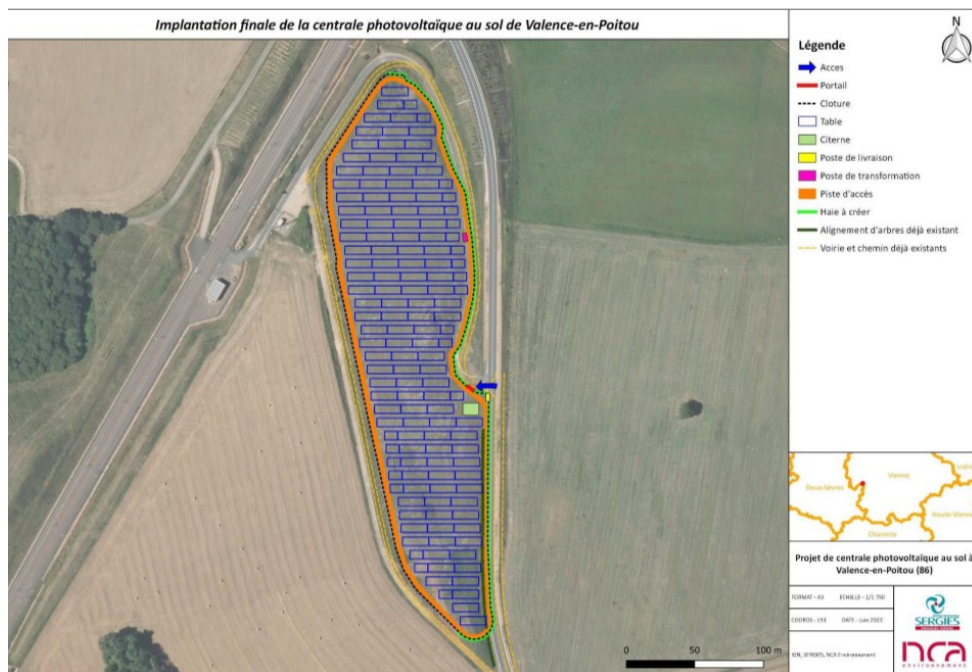 Implantation finale de la centrale photovoltaïque au sol de Valence-en-Poitou
N
Légende
Acces
Portail
Cloture
Table
Citerne
Poste de livraison
Poste de transformation
Piste d'accès
Haie à créer
Alignement d'arbres déjà existant
Voirie et chemin déjà existants
Deux-Sèvres
Vienne
Haute-Vienne
Charente
Projet de centrale photovoltaïque au sol à
Valence-en-Poitou (86)
FORMAT - A3
ECHELLE - 1/1 750
COORDS - L93
DATE - Juin 2022
IGN, SERGIES, NCA Environnement
SERGIES
nca
environnement
0 50 100 m